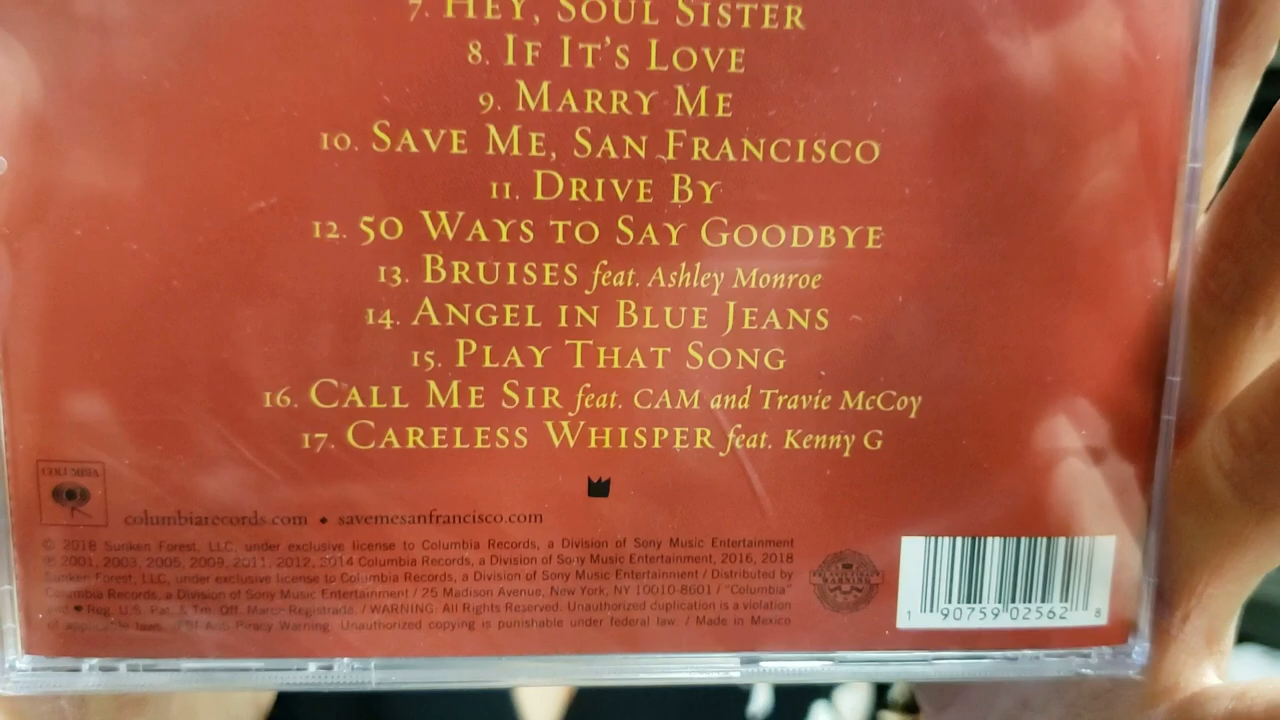 7. HEY, SOUL SISTER
8. IF IT'S LOVE
9. MARRY ME
10. SAVE ME, SAN FRANCISCO
11. DRIVE BY
12. 50 WAYS TO SAY GOODBYE
13. BRUISES feat. Ashley Monroe
14. ANGEL IN BLUE JEANS
15. PLAY THAT SONG
16. CALL ME SIR feat. CAM and Travie McCoy
17. CARELESS WHISPER feat. Kenny G
COLUMBIA
columbiarecords.com ♦ savemesanfrancisco.com
© 2018 Sunken Forest, LLC, under exclusive license to Columbia Records, a Division of Sony Music Entertainment
℗ 2001, 2003, 2005, 2009, 2011, 2012, 2014 Columbia Records, a Division of Sony Music Entertainment, 2016, 2018
Sunken Forest, LLC, under exclusive license to Columbia Records, a Division of Sony Music Entertainment / Distributed by
Columbia Records, a Division of Sony Music Entertainment / 25 Madison Avenue, New York, NY 10010-8601 / "Columbia"
and Reg. U.S. Pat. & Tm. Off. Marca Registrada. / WARNING: All Rights Reserved. Unauthorized duplication is a violation
of applicable laws. FBI Anti-Piracy Warning: Unauthorized copying is punishable under federal law. / Made in Mexico
WARNING
1 90759 02562 8